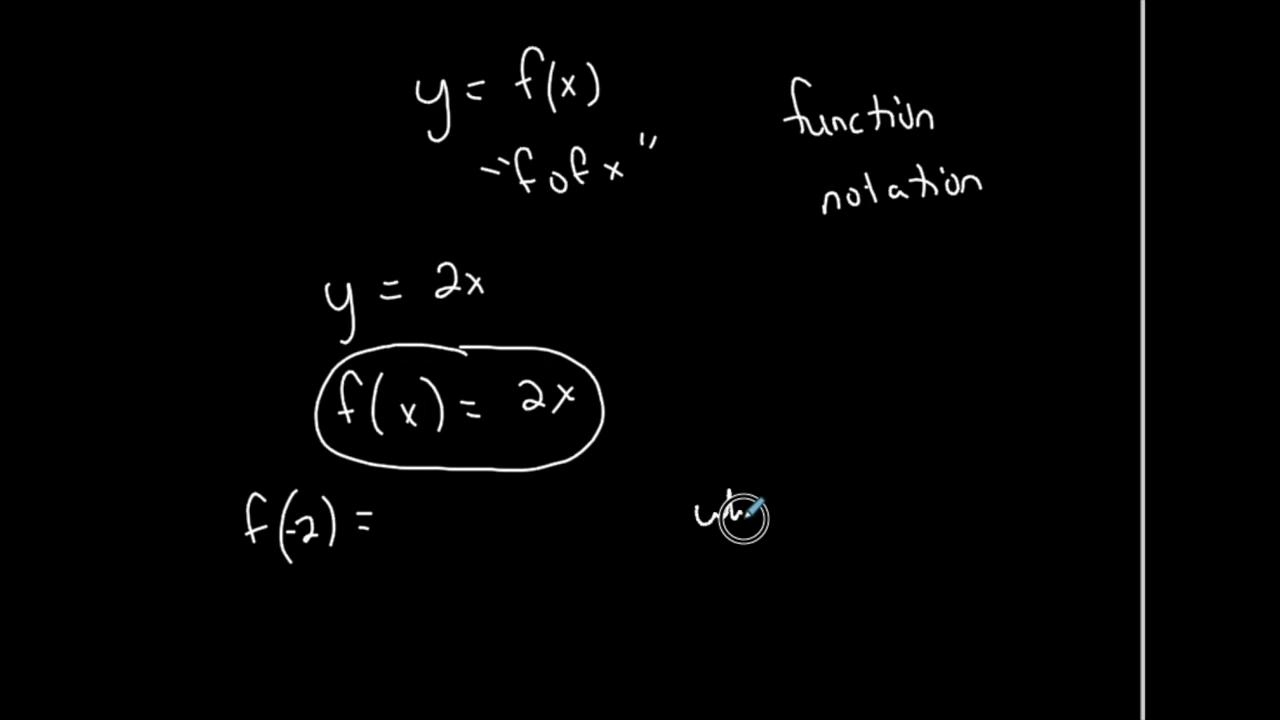 y = f(x)
"f of x"
function
notation
y = 2x
f(x) = 2x
f(-2) =